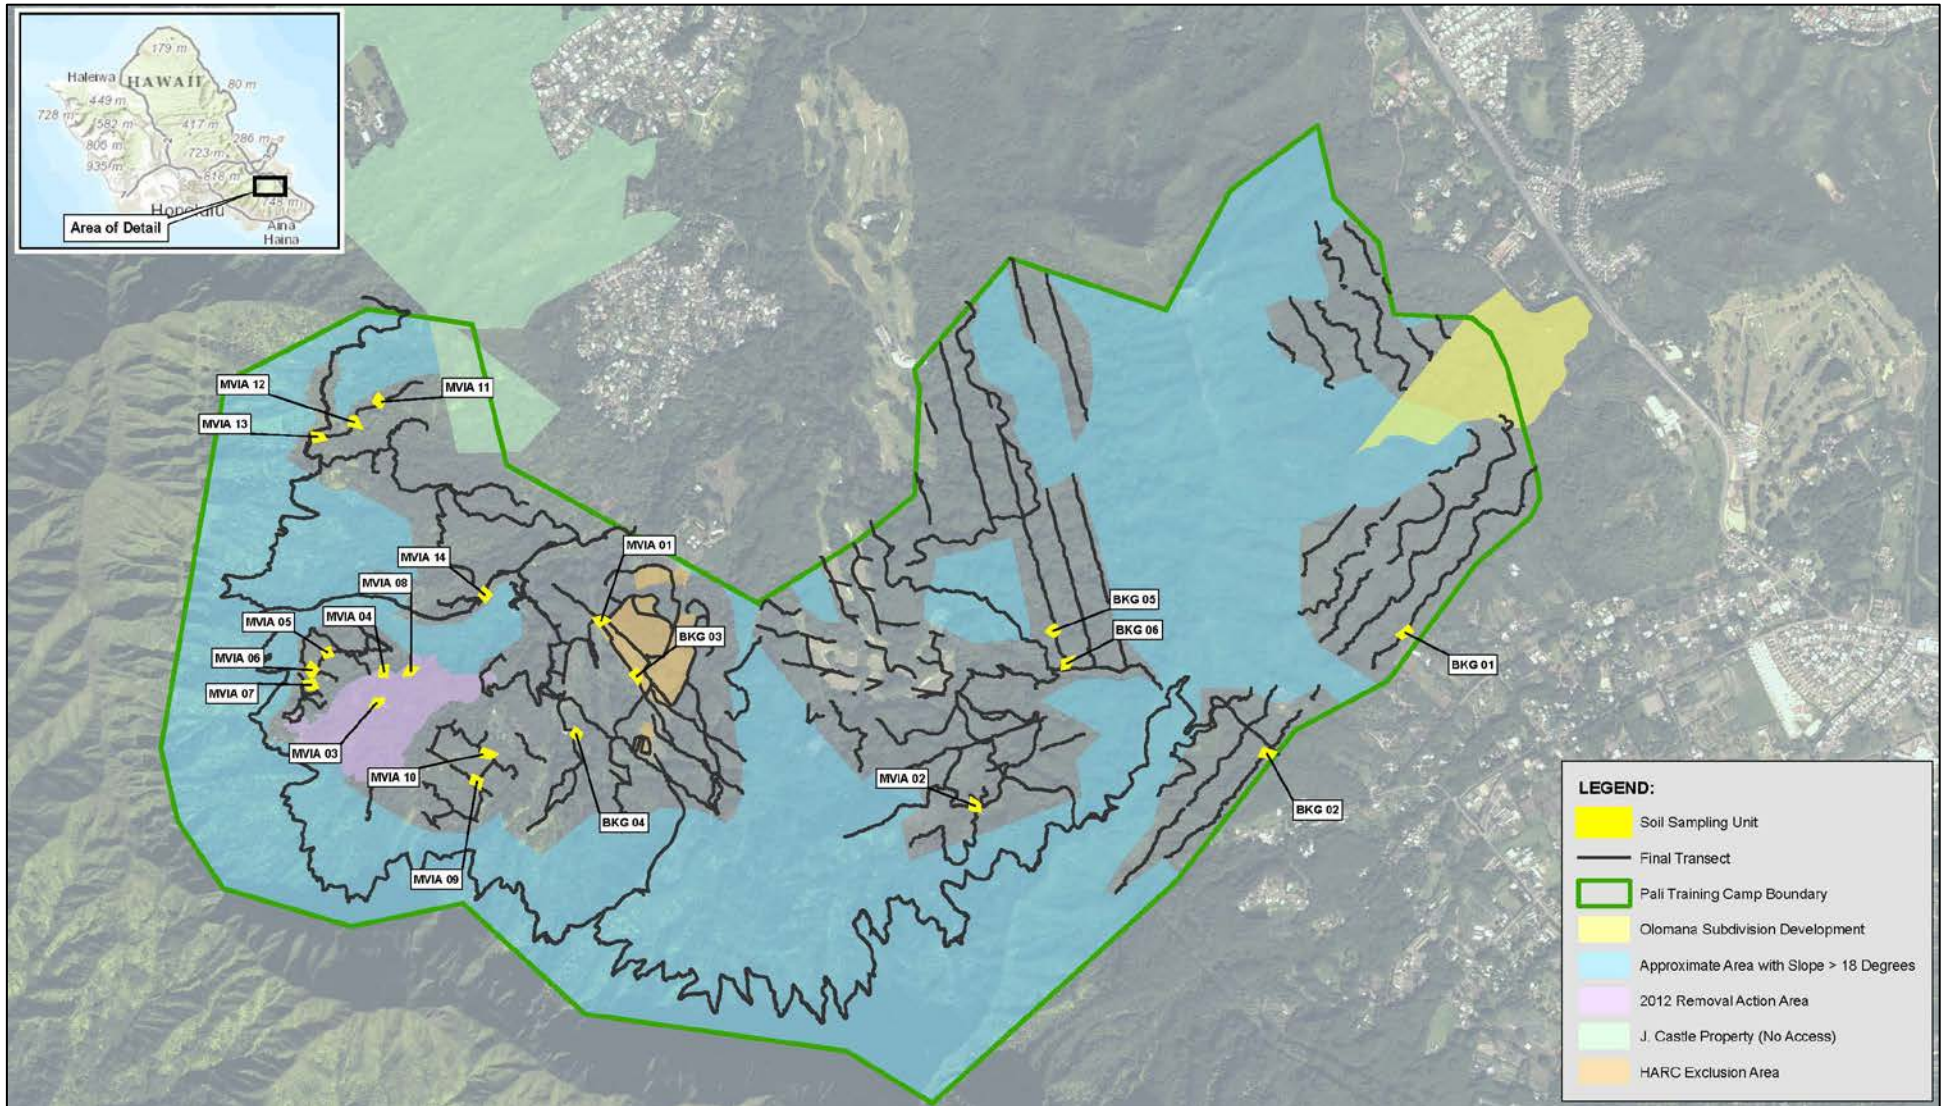 179 m
Haleiwa
HAWAII
80 m
449 m
728 m
582 m
417 m
286 m
805 m
723 m
935 m
818 m
748 m
Honolulu
Aina
Haina
Area of Detail
MVIA 12
MVIA 11
MVIA 13
MVIA 01
MVIA 14
MVIA 08
MVIA 04
MVIA 05
BKG 05
BKG 03
BKG 06
MVIA 06
BKG 01
MVIA 07
MVIA 03
MVIA 10
MVIA 02
BKG 02
BKG 04
MVIA 09
LEGEND:
Soil Sampling Unit
Final Transect
Pali Training Camp Boundary
Olomana Subdivision Development
Approximate Area with Slope > 18 Degrees
2012 Removal Action Area
J. Castle Property (No Access)
HARC Exclusion Area